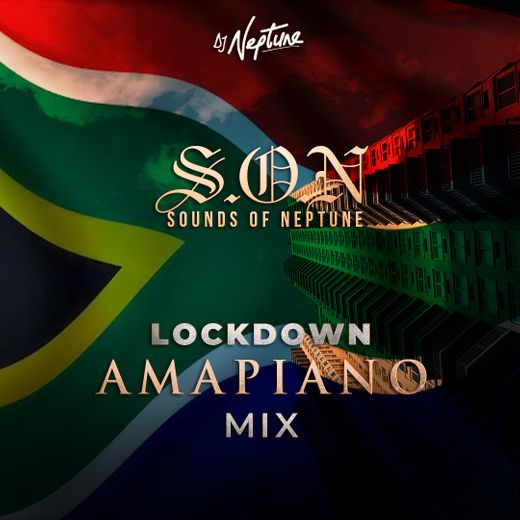 DJ Neptune
S.O.N
SOUNDS OF NEPTUNE
LOCKDOWN
AMAPIANO
MIX